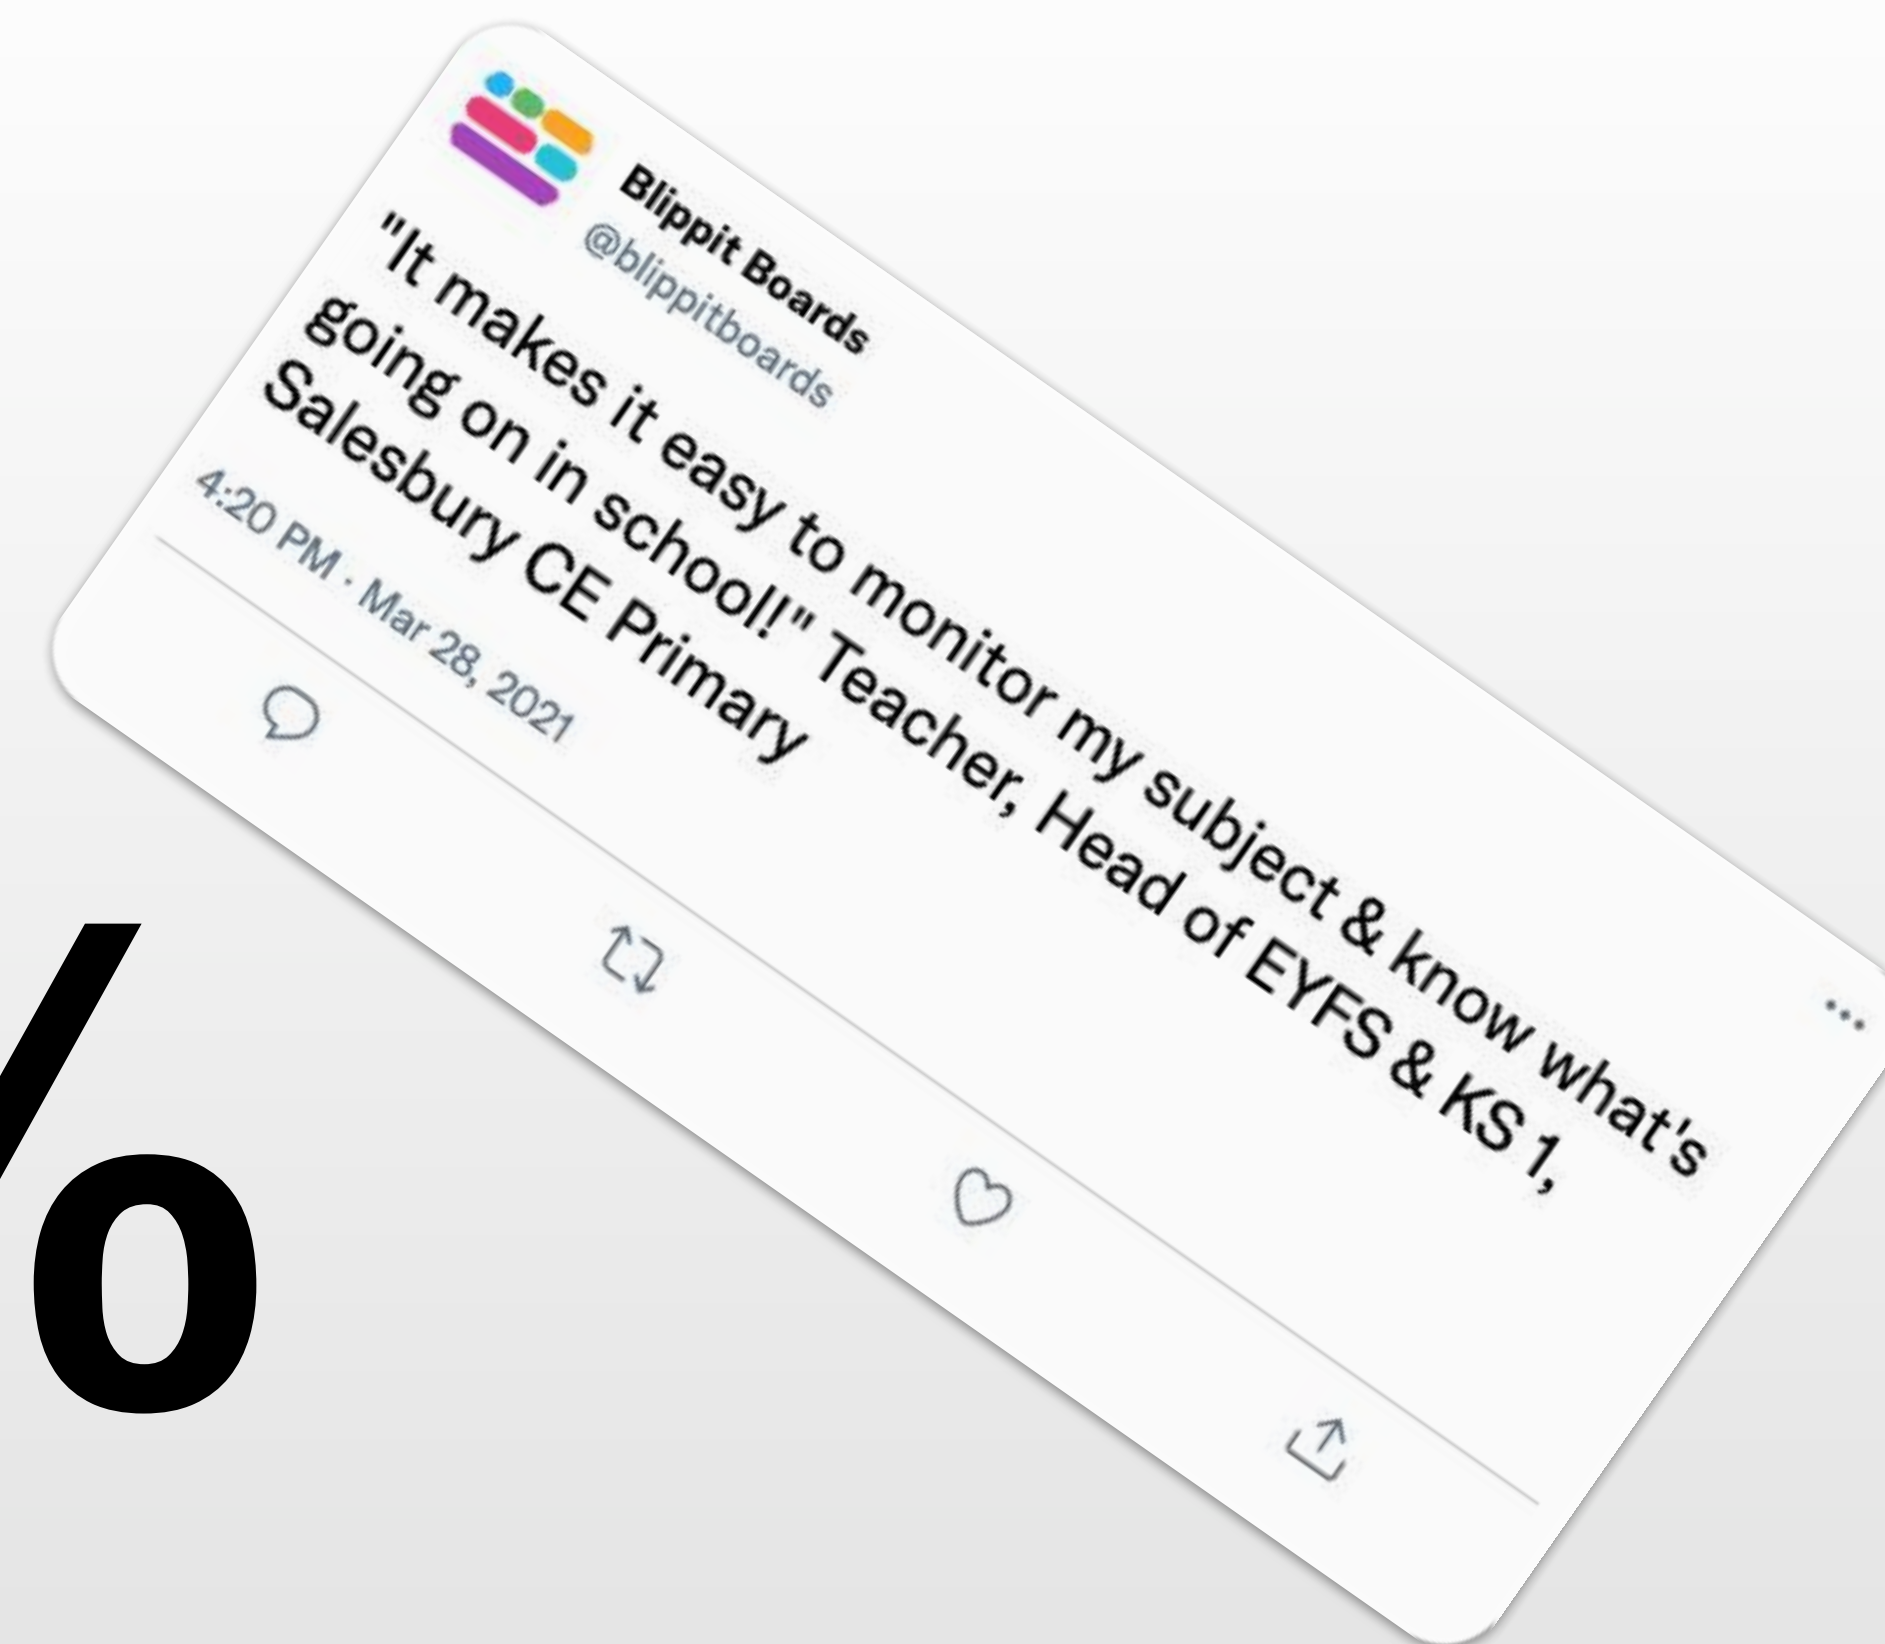 Blippit Boards
@blippitboards
...
"It makes it easy to monitor my subject & know what's
going on in school!" Teacher, Head of EYFS & KS 1,
Salesbury CE Primary
4:20 PM · Mar 28, 2021
%